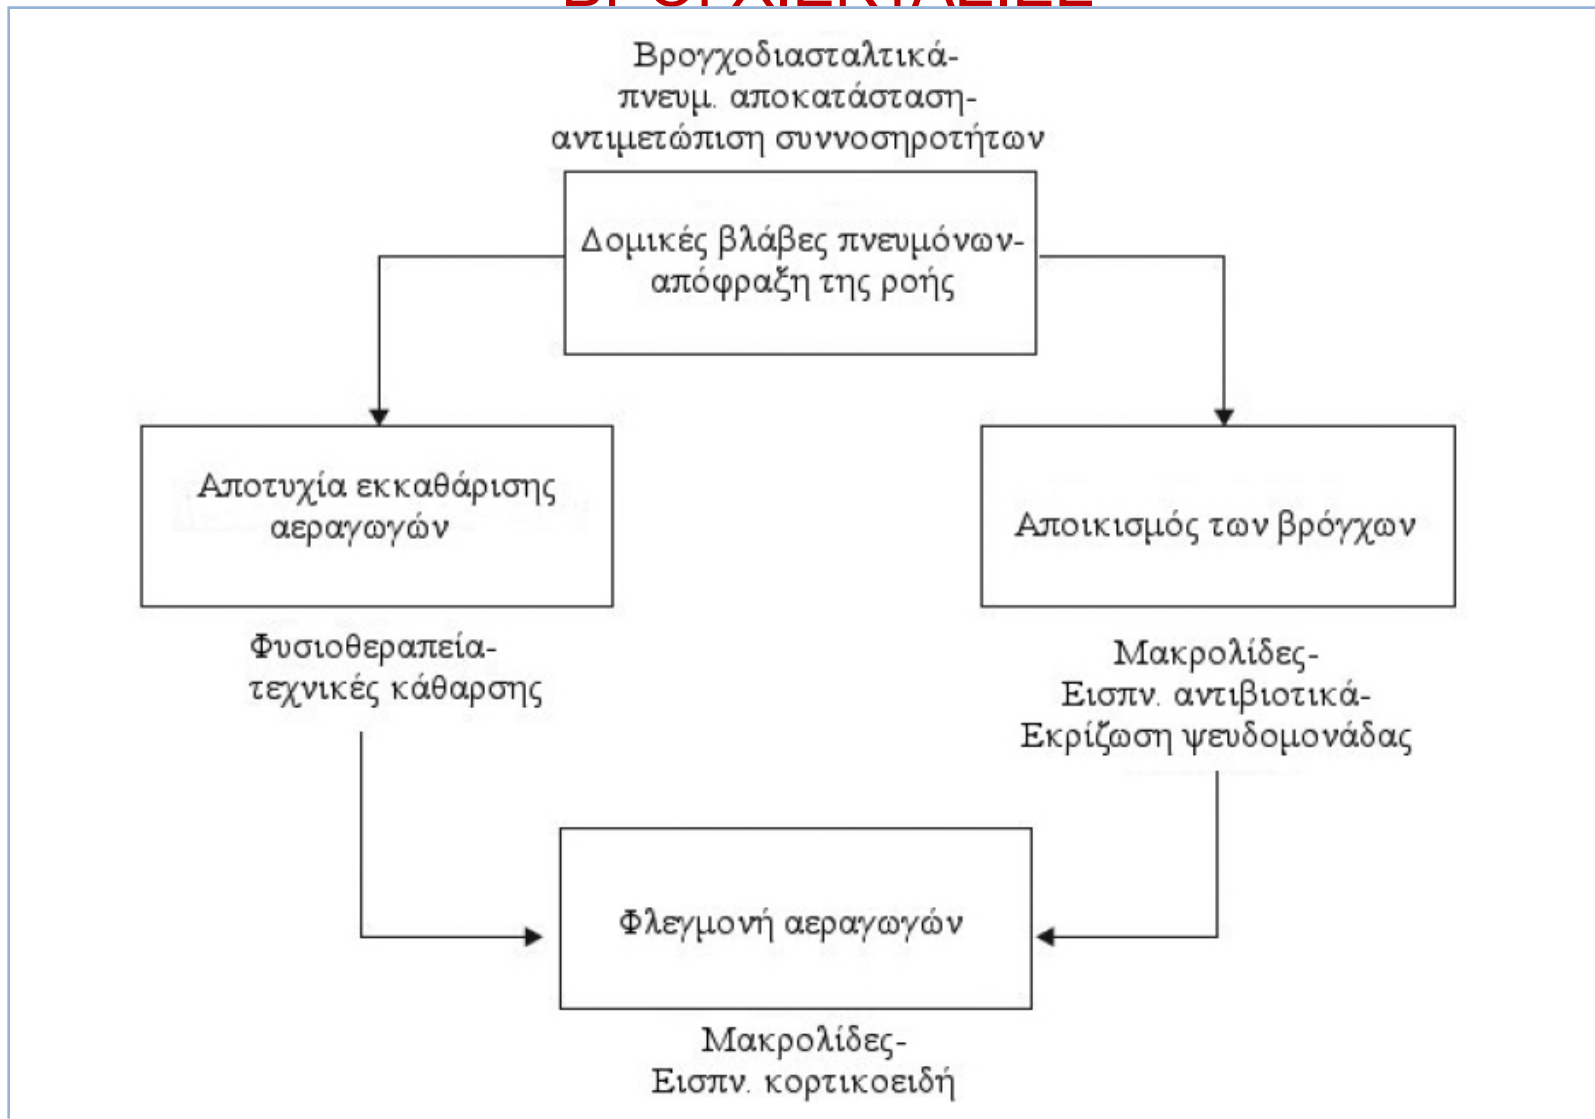 ΒΡΟΓΧΙΕΚΤΑΣΙΕΣ
Βρογχοδιασταλτικά-
πνευμ. αποκατάσταση-
αντιμετώπιση συννοσηροτήτων
Δομικές βλάβες πνευμόνων-
απόφραξη της ροής
Αποτυχία εκκαθάρισης
αεραγωγών
Αποικισμός των βρόγχων
Φυσιοθεραπεία-
τεχνικές κάθαρσης
Μακρολίδες-
Εισπν. αντιβιοτικά-
Εκρίζωση ψευδομονάδας
Φλεγμονή αεραγωγών
Μακρολίδες-
Εισπν. κορτικοειδή